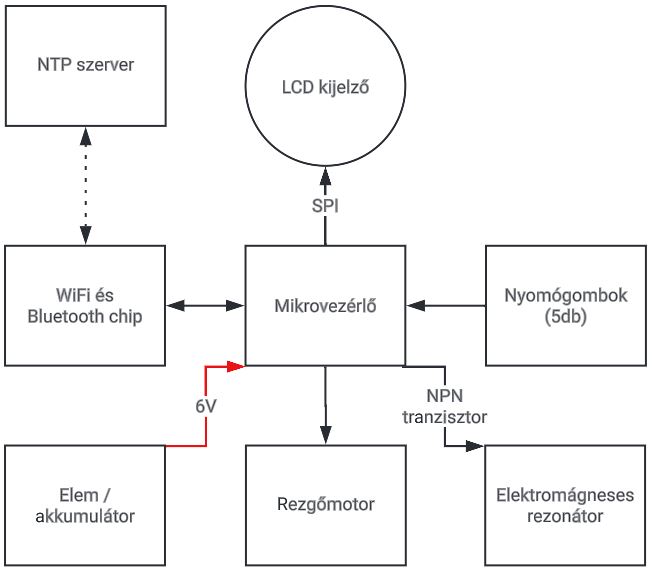 NTP szerver
LCD kijelző
SPI
WiFi és
Bluetooth chip
Mikrovezérlő
Nyomógombok
(5db)
6V
NPN
tranzisztor
Elem /
akkumulátor
Rezgőmotor
Elektromágneses
rezonátor